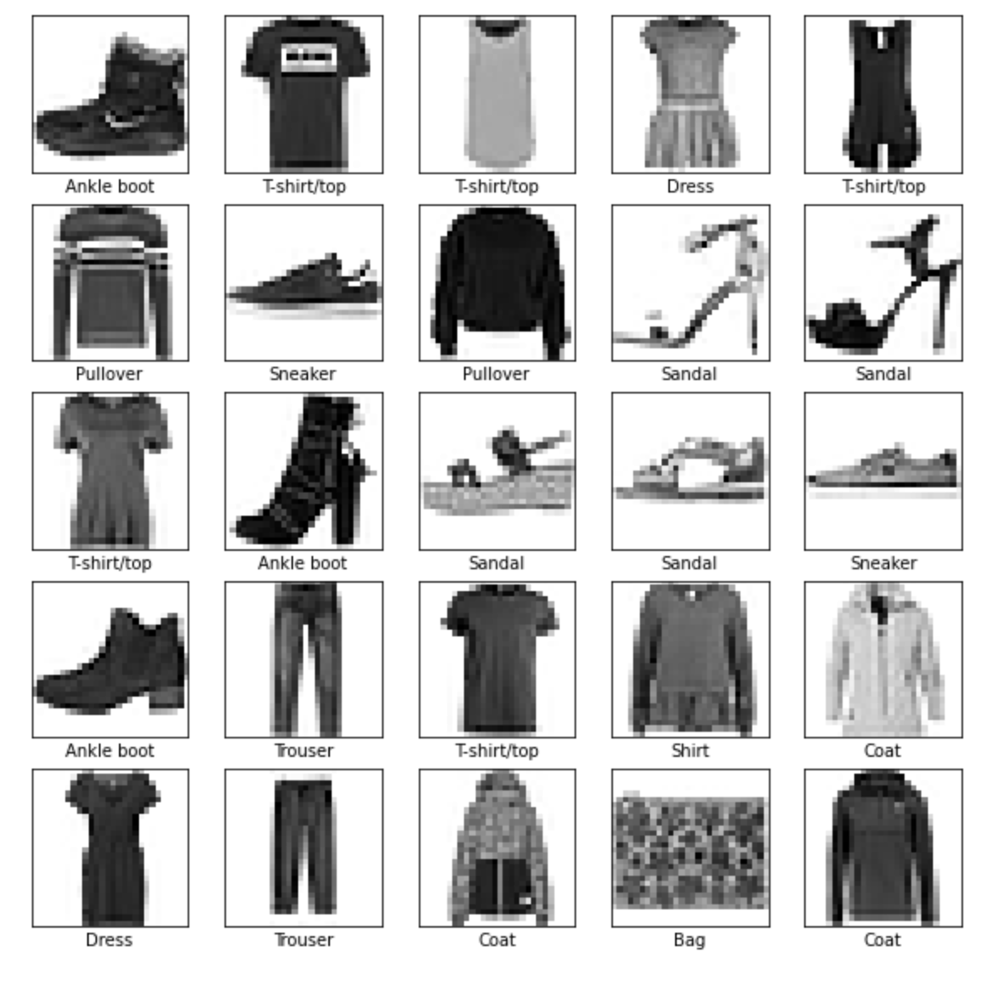 Ankle boot
T-shirt/top
T-shirt/top
Dress
T-shirt/top
Pullover
Sneaker
Pullover
Sandal
Sandal
T-shirt/top
Ankle boot
Sandal
Sandal
Sneaker
Ankle boot
Trouser
T-shirt/top
Shirt
Coat
Dress
Trouser
Coat
Bag
Coat